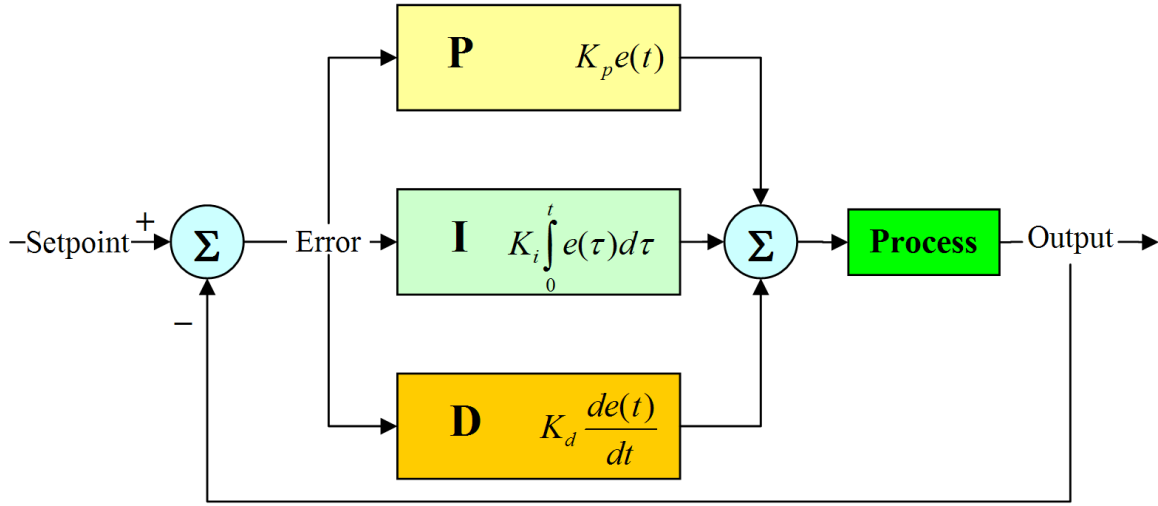 P K_p e(t)
+
Setpoint
Σ
Error
I K_i ∫_0^t e(τ)dτ
Σ
Process
Output
−
D K_d de(t)/dt